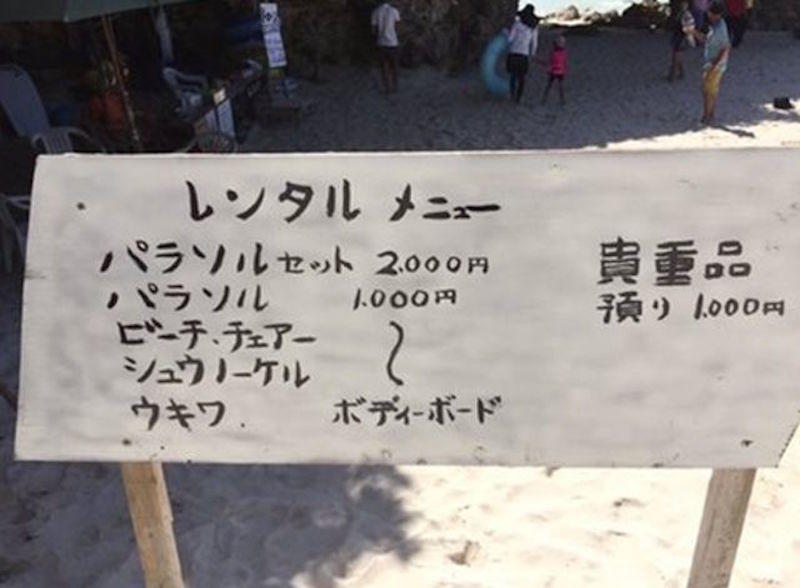 レンタル メニュー
パラソルセット 2.000円
パラソル 1.000円
ビーチ.チェアー 〜
シュウノーケル
ウキワ. ボディーボード
貴重品
預り 1.000円